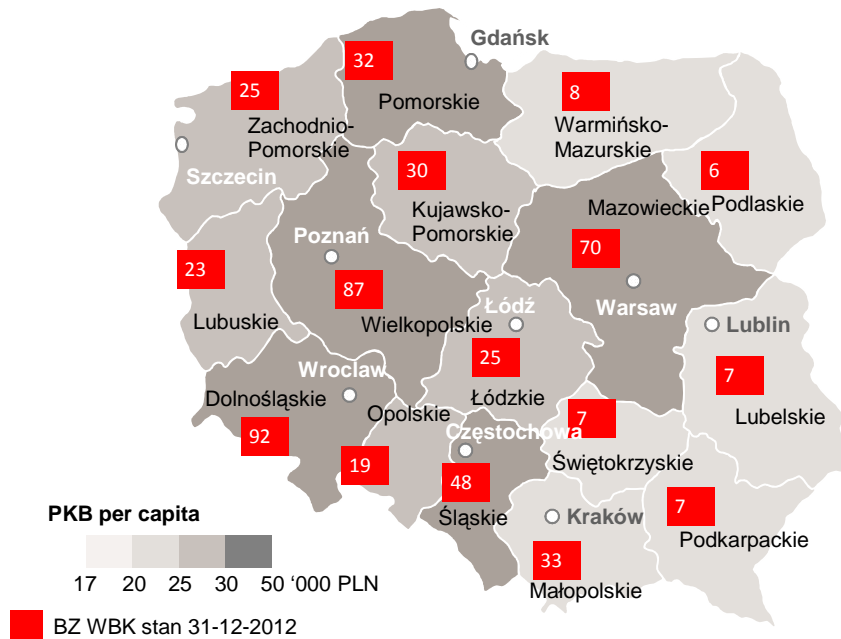 Gdańsk
32
Pomorskie
25
Zachodnio-
Pomorskie
8
Warmińsko-
Mazurskie
Szczecin
30
Kujawsko-
Pomorskie
6
Podlaskie
Mazowieckie
70
Warsaw
Poznań
87
Wielkopolskie
23
Lubuskie
Łódź
25
Łódzkie
Lublin
7
Lubelskie
Wroclaw
Dolnośląskie
92
Opolskie
19
Częstochowa
48
Śląskie
7
Świętokrzyskie
Kraków
33
Małopolskie
7
Podkarpackie
PKB per capita
17 20 25 30 50 ‘000 PLN
BZ WBK stan 31-12-2012